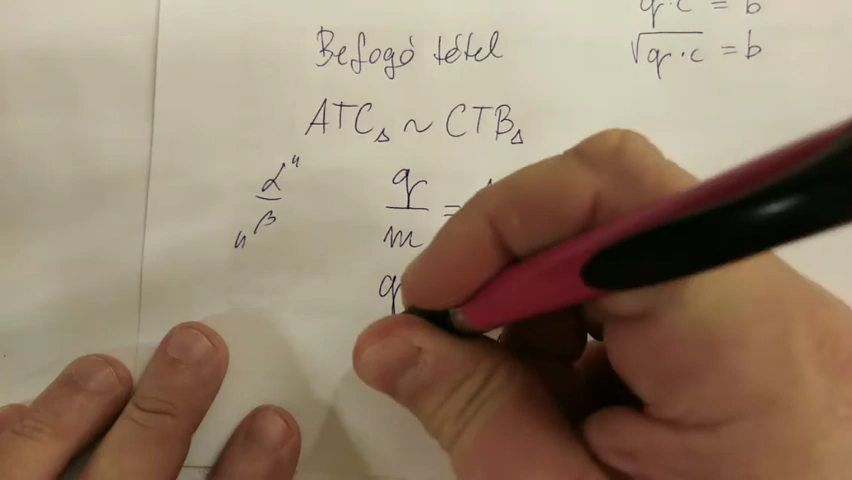 q·c = b
√q·c = b
Befogó tétel
ATC△ ~ CTB△
"α"
β
q
m
=
q